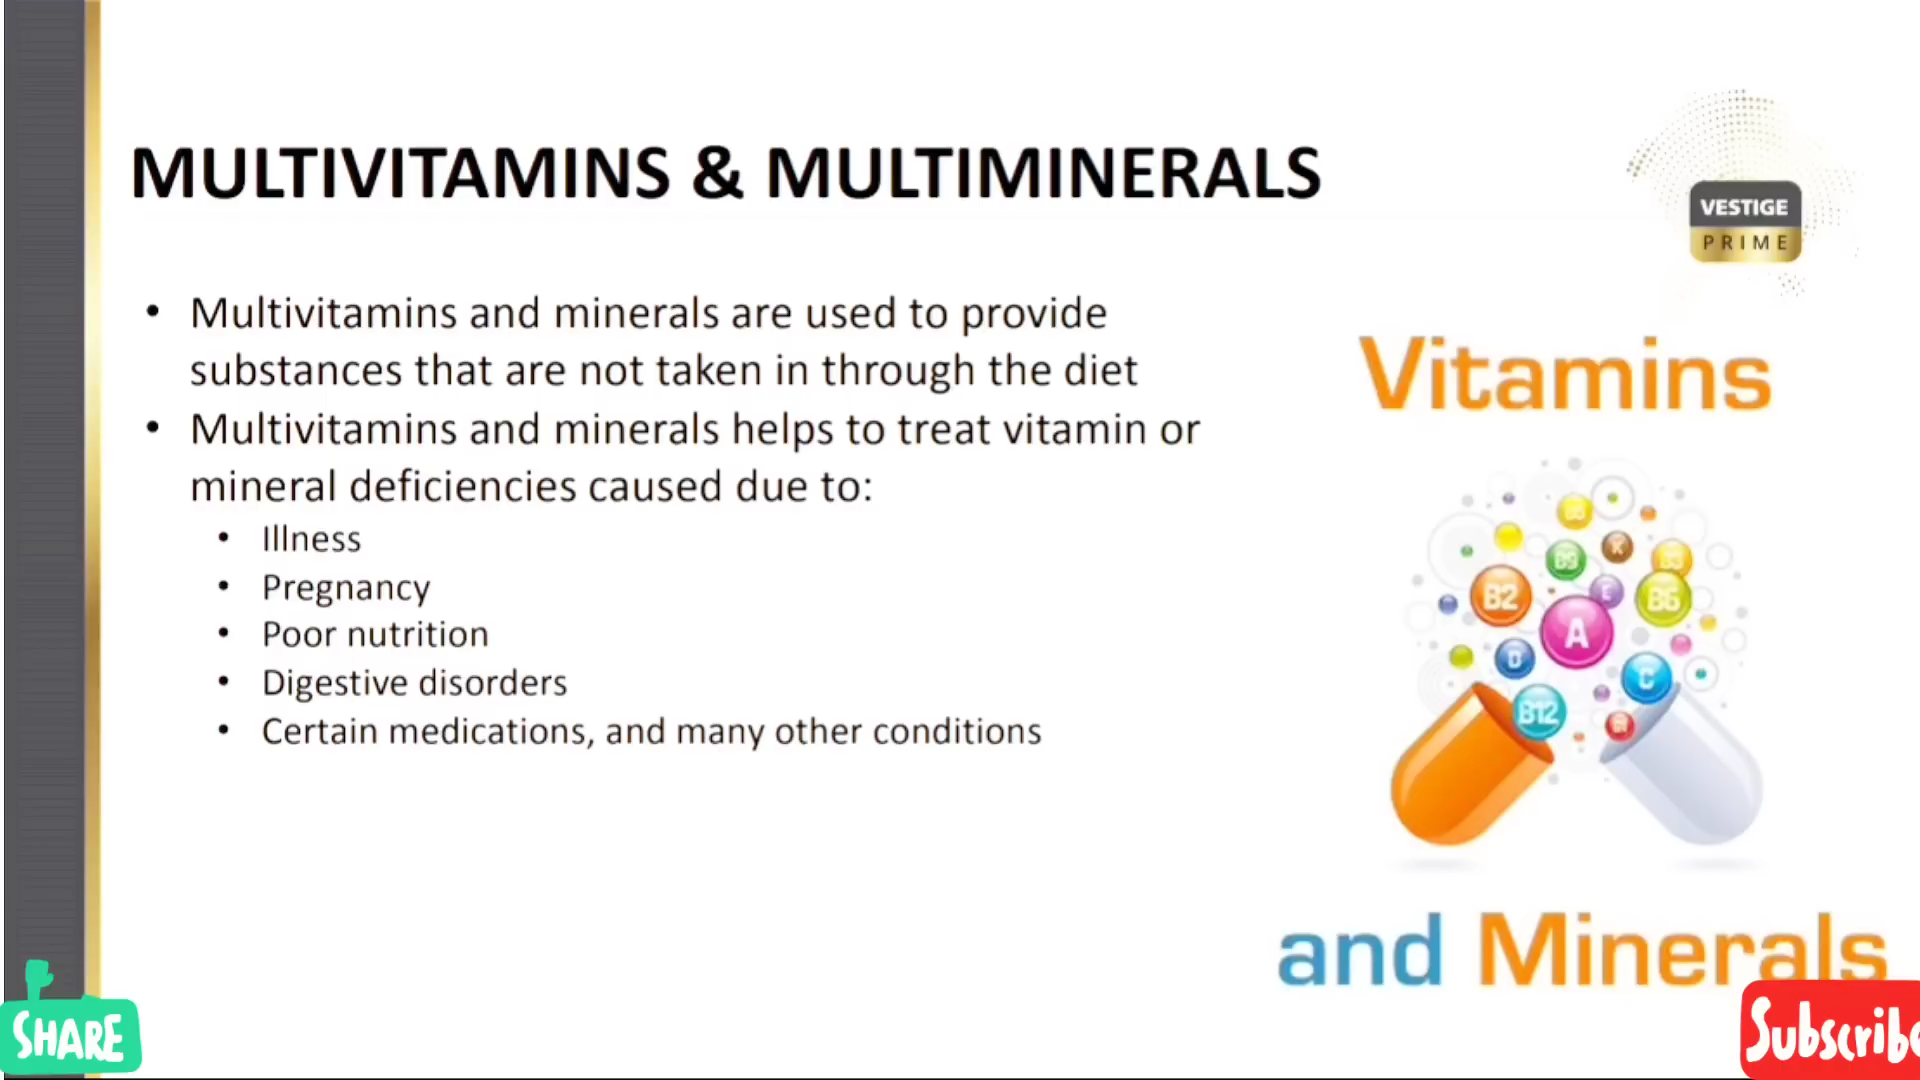 MULTIVITAMINS & MULTIMINERALS
VESTIGE
PRIME
• Multivitamins and minerals are used to provide
substances that are not taken in through the diet
• Multivitamins and minerals helps to treat vitamin or
mineral deficiencies caused due to:
• Illness
• Pregnancy
• Poor nutrition
• Digestive disorders
• Certain medications, and many other conditions
Vitamins
B9
K
B2
E
B6
A
D
C
B12
and Minerals
SHARE
Subscribe